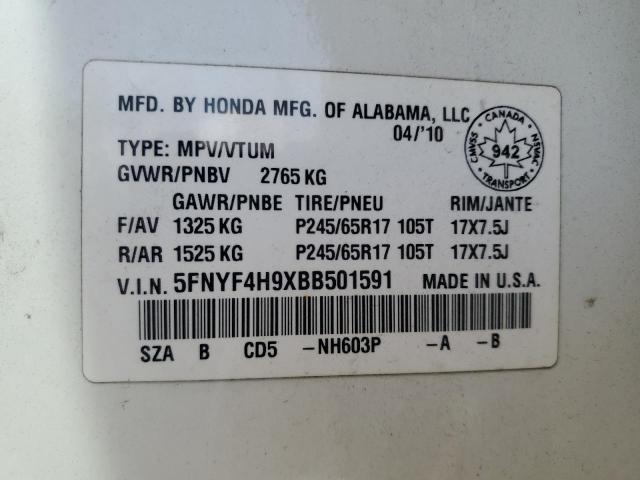 MFD. BY HONDA MFG. OF ALABAMA, LLC
04/'10
CANADA
CMVSS 942 NSVAC
TRANSPORT
TYPE: MPV/VTUM
GVWR/PNBV 2765 KG
GAWR/PNBE TIRE/PNEU RIM/JANTE
F/AV 1325 KG P245/65R17 105T 17X7.5J
R/AR 1525 KG P245/65R17 105T 17X7.5J
V.I.N. 5FNYF4H9XBB501591 MADE IN U.S.A.
SZA B CD5 -NH603P -A -B